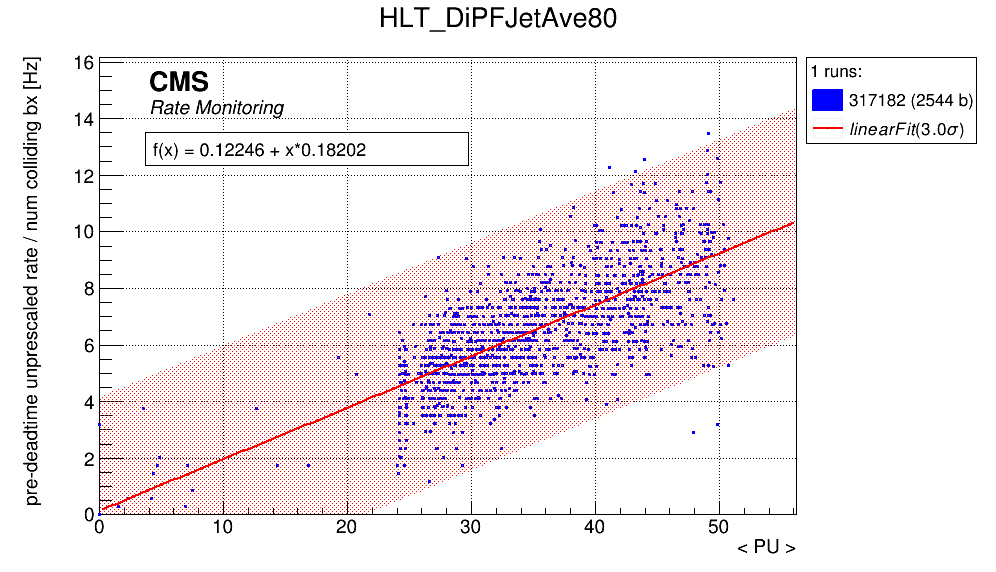 HLT_DiPFJetAve80
pre-deadtime unprescaled rate / num colliding bx [Hz]
16
14
12
10
8
6
4
2
0
CMS
Rate Monitoring
f(x) = 0.12246 + x*0.18202
0 10 20 30 40 50
< PU >
1 runs:
317182 (2544 b)
linearFit(3.0σ)